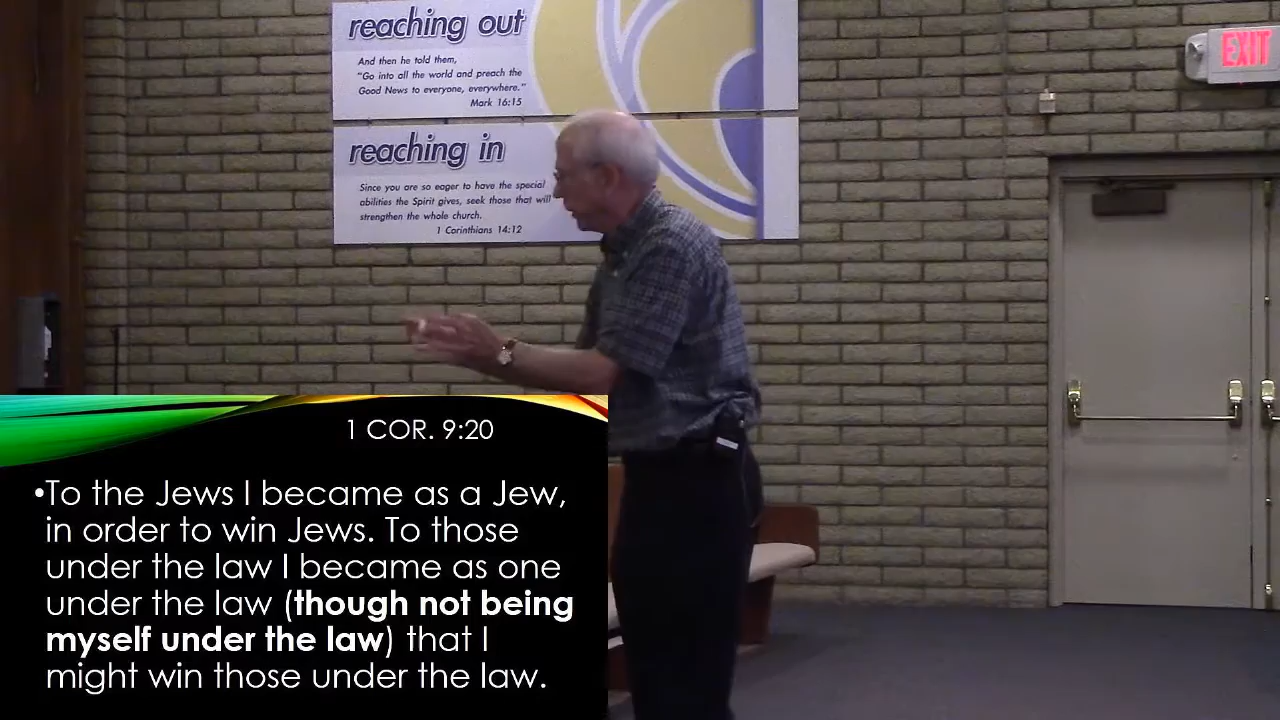 reaching out
And then he told them,
"Go into all the world and preach the
Good News to everyone, everywhere."
Mark 16:15
reaching in
Since you are so eager to have the special
abilities the Spirit gives, seek those that will
strengthen the whole church.
1 Corinthians 14:12
EXIT
1 COR. 9:20
•To the Jews I became as a Jew,
in order to win Jews. To those
under the law I became as one
under the law (though not being
myself under the law) that I
might win those under the law.